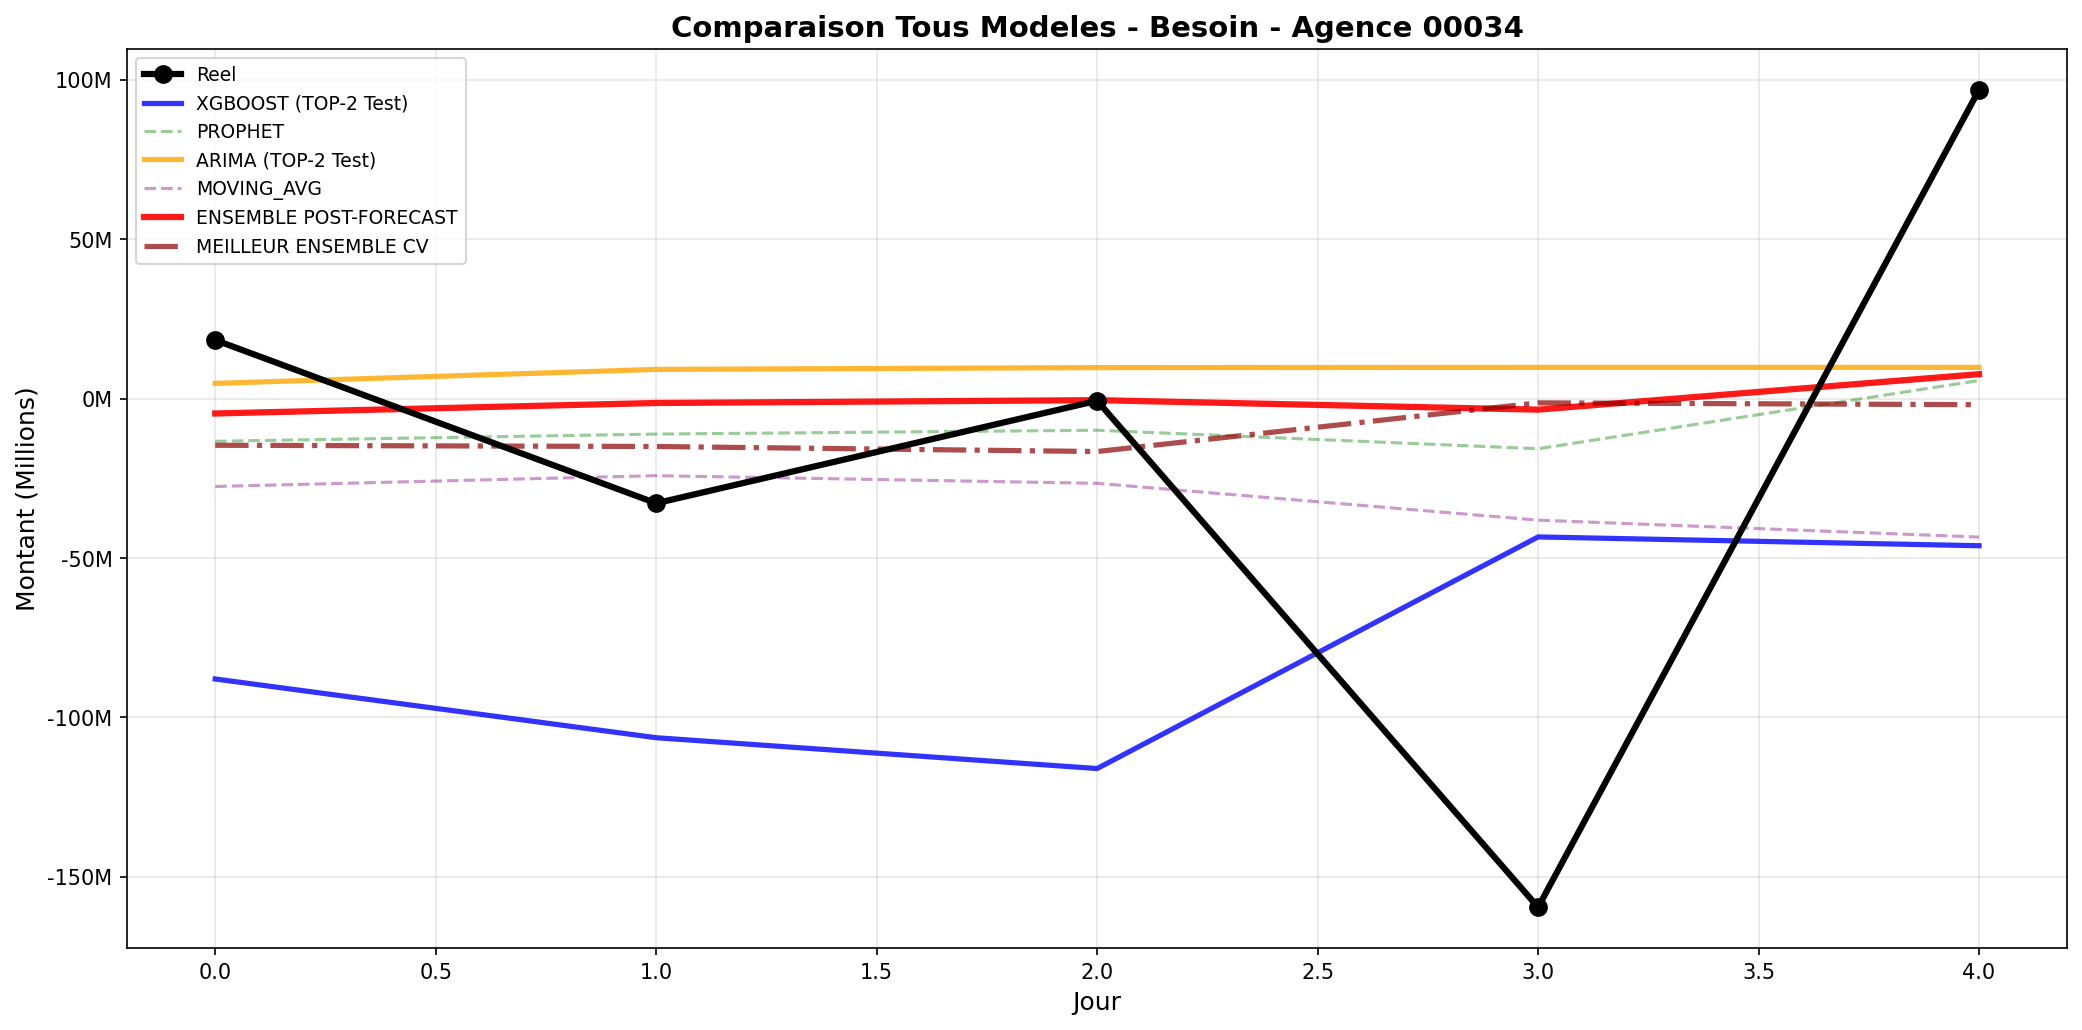 Comparaison Tous Modeles - Besoin - Agence 00034
Reel
XGBOOST (TOP-2 Test)
PROPHET
ARIMA (TOP-2 Test)
MOVING_AVG
ENSEMBLE POST-FORECAST
MEILLEUR ENSEMBLE CV
100M
50M
0M
-50M
-100M
-150M
Montant (Millions)
0.0 0.5 1.0 1.5 2.0 2.5 3.0 3.5 4.0
Jour